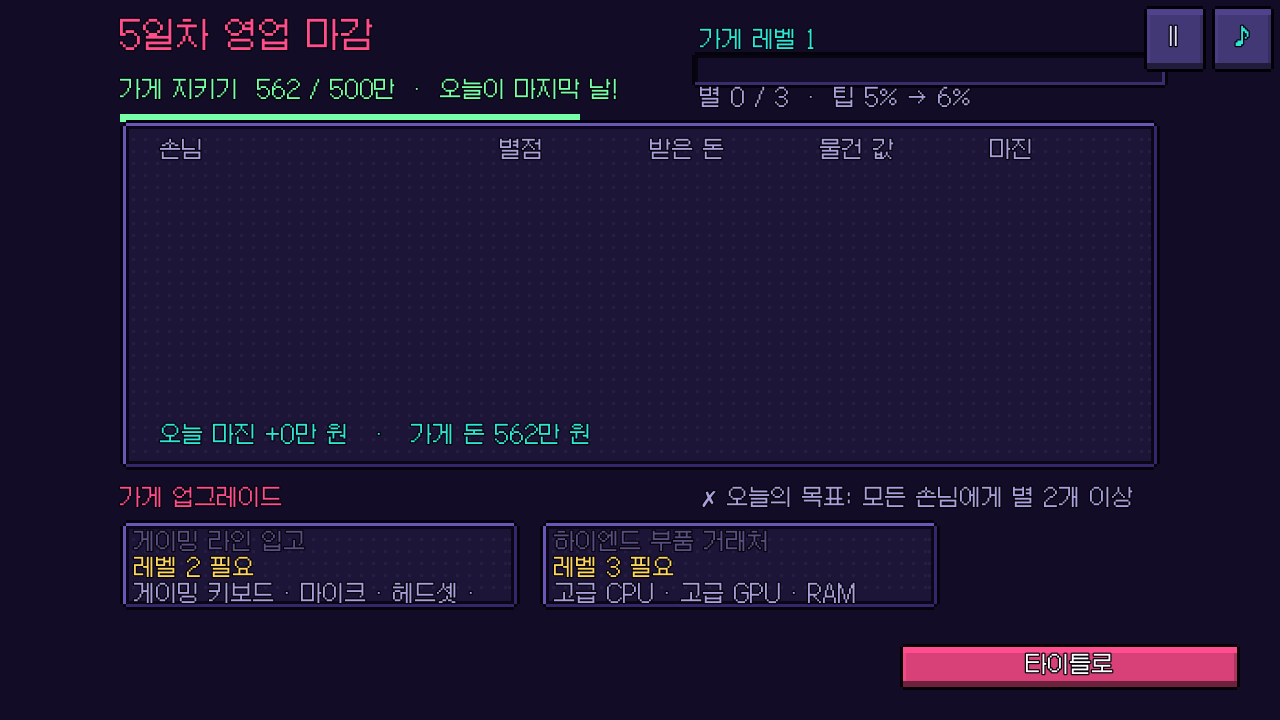 5일차 영업 마감
가게 지키기 562 / 500만 · 오늘이 마지막 날!
가게 레벨 1
별 0 / 3 · 팁 5% → 6%
손님 별점 받은 돈 물건 값 마진
오늘 마진 +0만 원 · 가게 돈 562만 원
가게 업그레이드
✗ 오늘의 목표: 모든 손님에게 별 2개 이상
게이밍 라인 입고
레벨 2 필요
게이밍 키보드 · 마이크 · 헤드셋 ·
하이엔드 부품 거래처
레벨 3 필요
고급 CPU · 고급 GPU · RAM
타이틀로